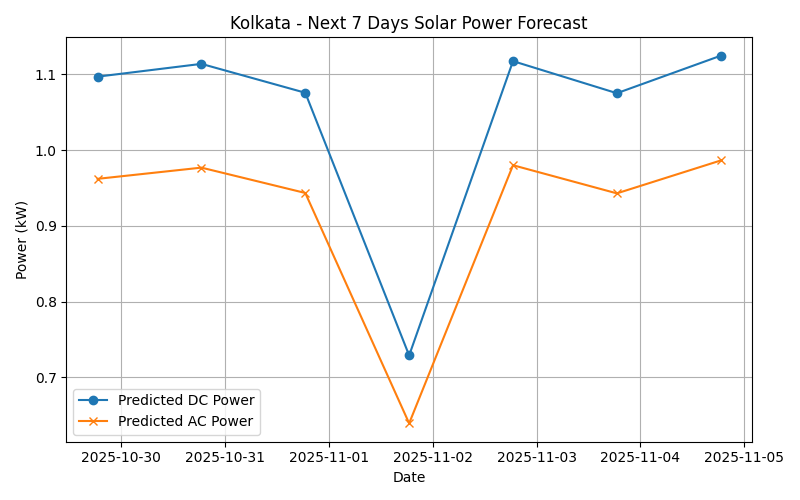 Kolkata - Next 7 Days Solar Power Forecast
Power (kW)
1.1
1.0
0.9
0.8
0.7
Predicted DC Power
Predicted AC Power
2025-10-30 2025-10-31 2025-11-01 2025-11-02 2025-11-03 2025-11-04 2025-11-05
Date